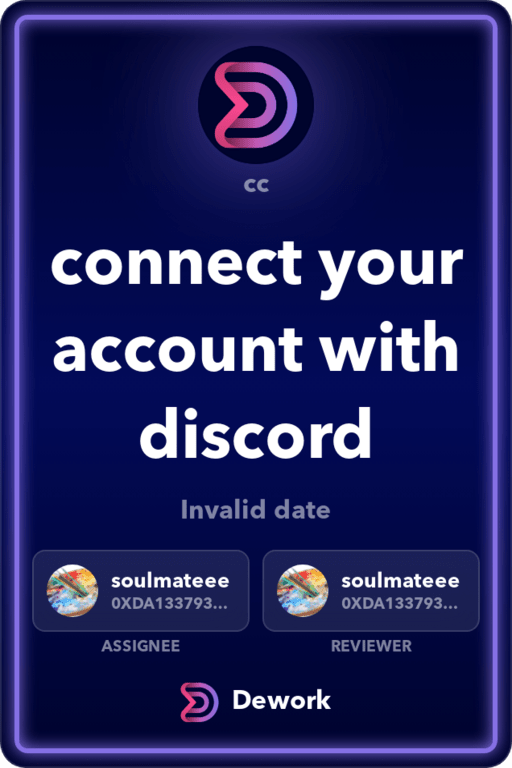 cc
connect your
account with
discord
Invalid date
soulmateee
0XDA133793...
ASSIGNEE
soulmateee
0XDA133793...
REVIEWER
Dework